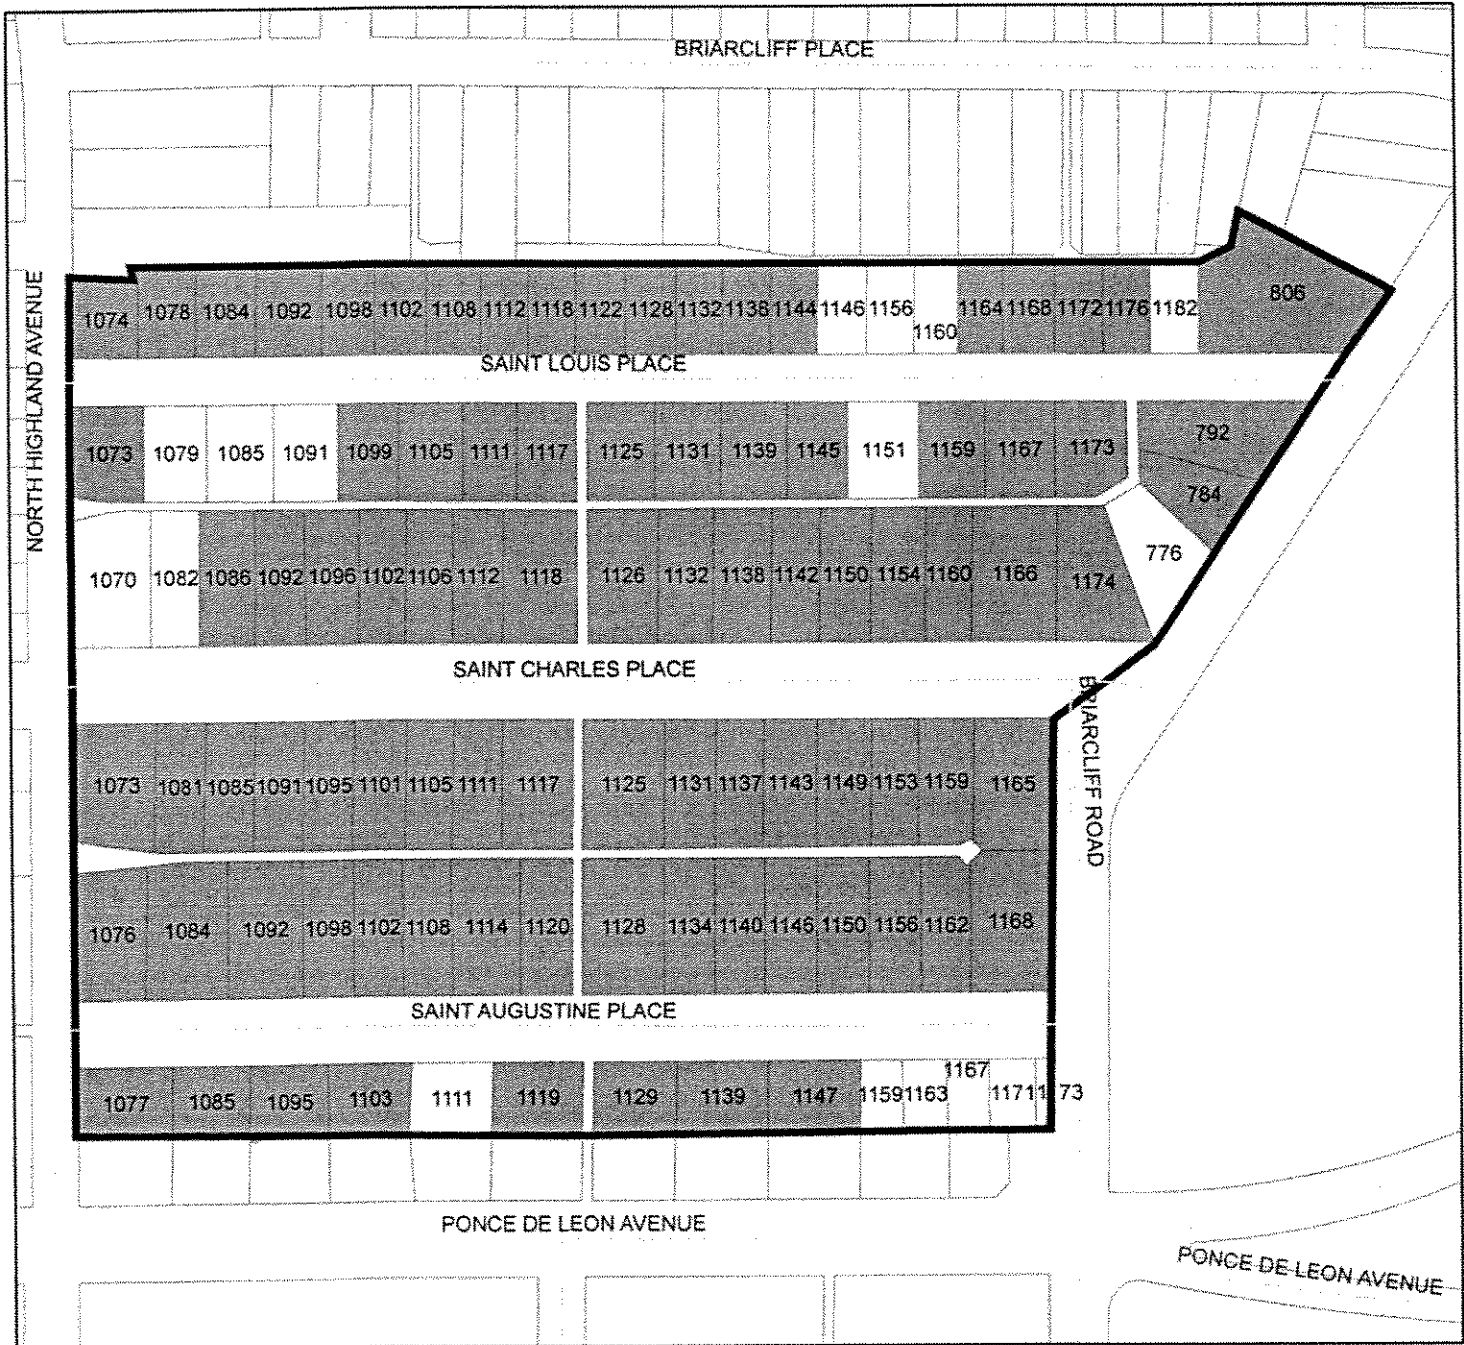 BRIARCLIFF PLACE
NORTH HIGHLAND AVENUE
806
1074 1078 1084 1092 1098 1102 1108 1112 1118 1122 1128 1132 1138 1144 1146 1156 1160 1164 1168 1172 1176 1182
SAINT LOUIS PLACE
1073 1079 1085 1091 1099 1105 1111 1117 1125 1131 1139 1145 1151 1159 1167 1173 792
784
776
1070 1082 1086 1092 1096 1102 1106 1112 1118 1126 1132 1138 1142 1150 1154 1160 1166 1174
SAINT CHARLES PLACE
BRIARCLIFF ROAD
1073 1081 1085 1091 1095 1101 1105 1111 1117 1125 1131 1137 1143 1149 1153 1159 1165
1076 1084 1092 1098 1102 1108 1114 1120 1128 1134 1140 1146 1150 1156 1162 1168
SAINT AUGUSTINE PLACE
1077 1085 1095 1103 1111 1119 1129 1139 1147 1159 1163 1167 1171 1173
PONCE DE LEON AVENUE
PONCE DE LEON AVENUE